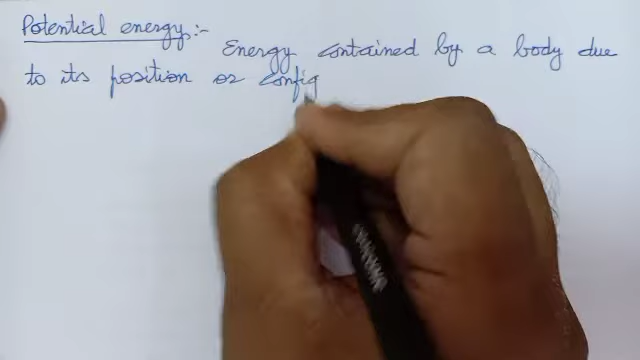 Potential energy:-
Energy contained by a body due
to its position or config